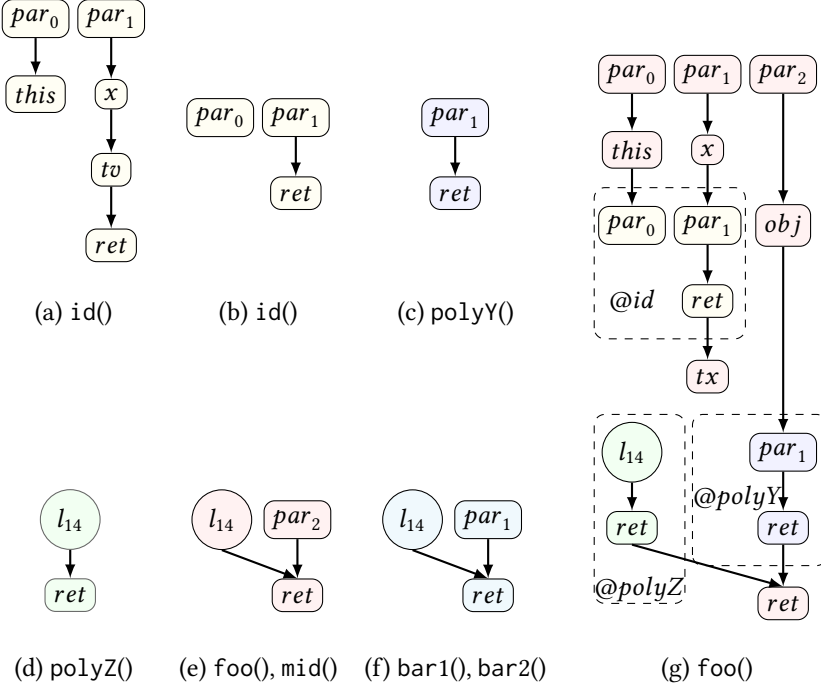 par₀ par₁
this x
tv
ret
(a) id()
par₀ par₁
ret
(b) id()
par₁
ret
(c) polyY()
l₁₄
ret
(d) polyZ()
l₁₄ par₂
ret
(e) foo(), mid()
l₁₄ par₁
ret
(f) bar1(), bar2()
par₀ par₁ par₂
this x
par₀ par₁ obj
@id ret
tx
l₁₄ par₁
@polyY
ret ret
@polyZ
ret
(g) foo()